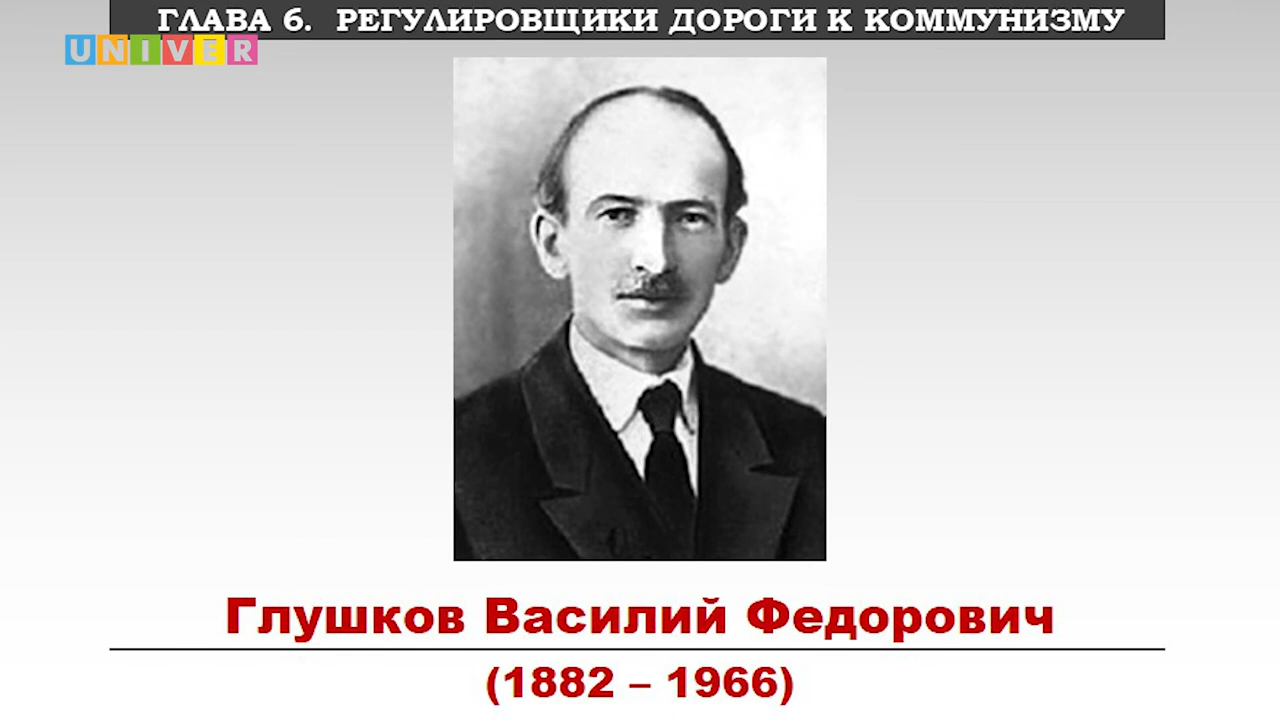 ГЛАВА 6. РЕГУЛИРОВЩИКИ ДОРОГИ К КОММУНИЗМУ
UNIVER
Глушков Василий Федорович
(1882 – 1966)